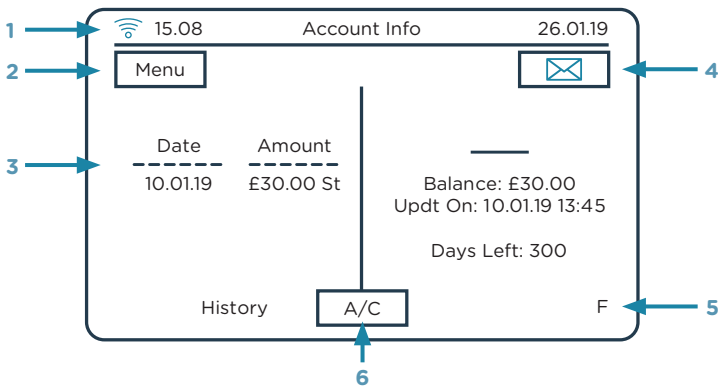 1 15.08 Account Info 26.01.19
2 Menu 4
Date Amount
3
10.01.19 £30.00 St Balance: £30.00
Updt On: 10.01.19 13:45
Days Left: 300
History A/C F 5
6